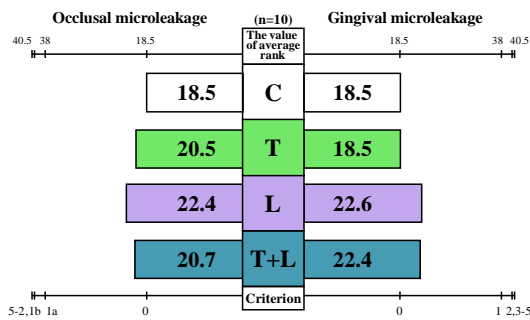 Occlusal microleakage (n=10) Gingival microleakage
40.5 38 18.5 The value of average rank 18.5 38 40.5
18.5 C 18.5
20.5 T 18.5
22.4 L 22.6
20.7 T+L 22.4
Criterion
5-2,1b 1a 0 0 1 2,3-5